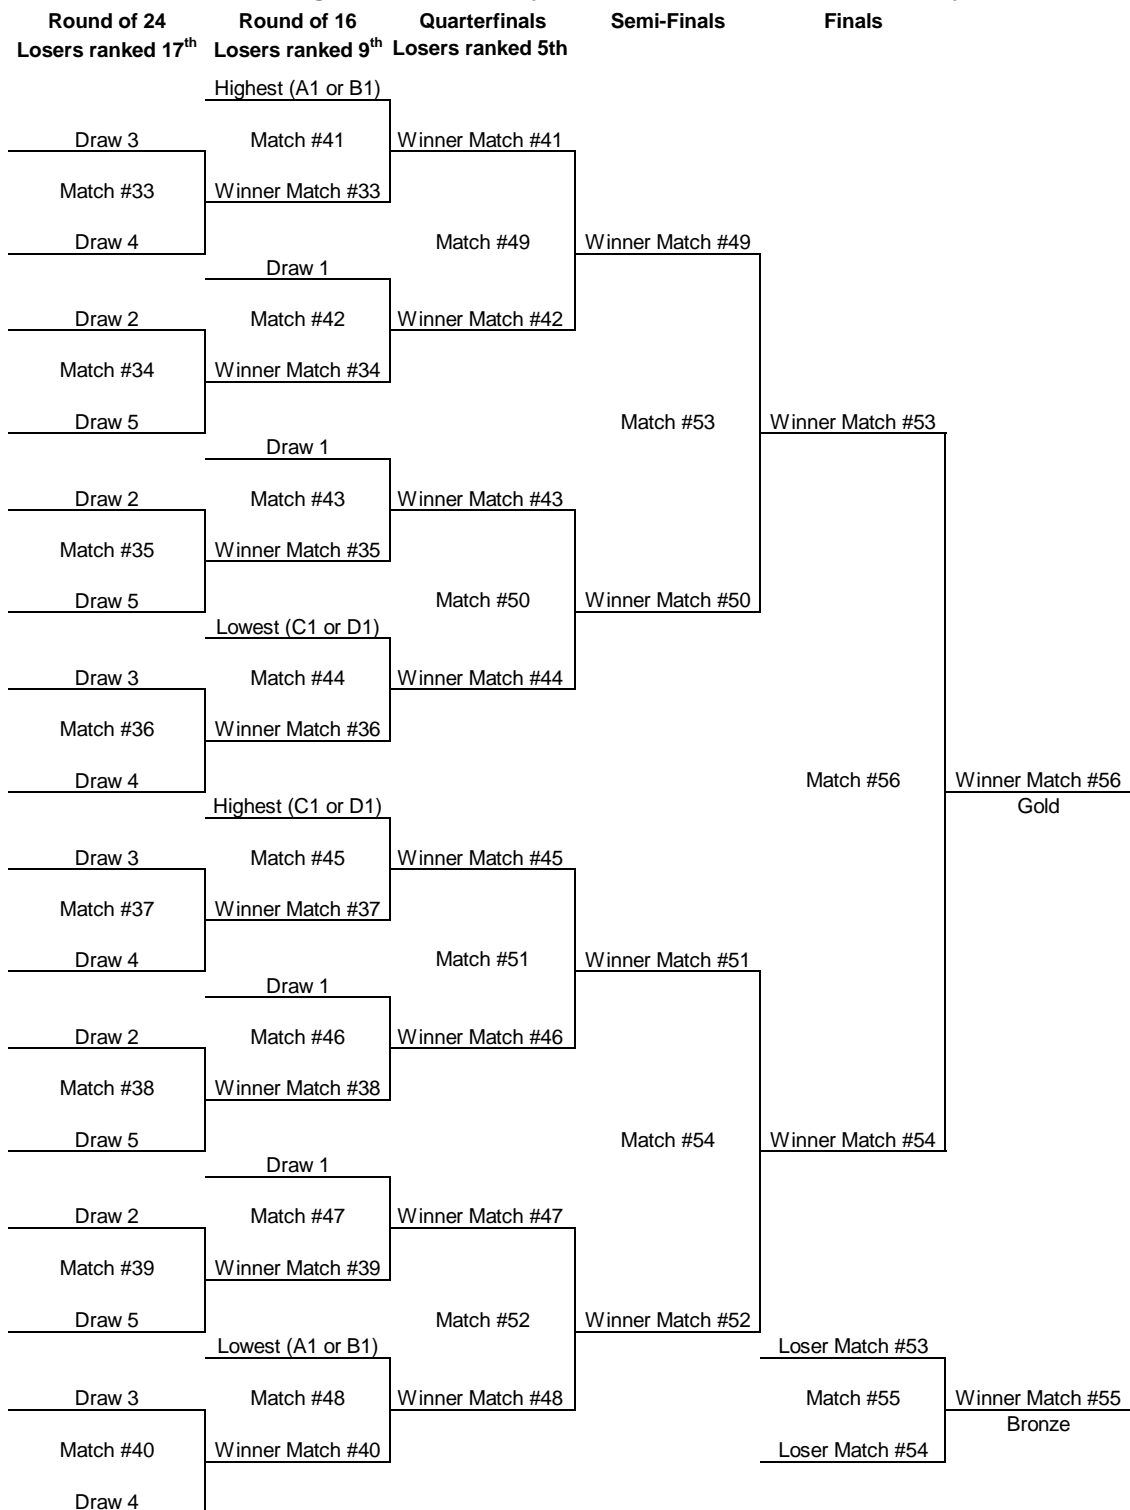 Round of 24 Round of 16 Quarterfinals Semi-Finals Finals
Losers ranked 17th Losers ranked 9th Losers ranked 5th
Highest (A1 or B1)
Draw 3 Match #41 Winner Match #41
Match #33 Winner Match #33
Draw 4 Match #49 Winner Match #49
Draw 1
Draw 2 Match #42 Winner Match #42
Match #34 Winner Match #34
Draw 5 Match #53 Winner Match #53
Draw 1
Draw 2 Match #43 Winner Match #43
Match #35 Winner Match #35
Draw 5 Match #50 Winner Match #50
Lowest (C1 or D1)
Draw 3 Match #44 Winner Match #44
Match #36 Winner Match #36
Draw 4 Match #56 Winner Match #56
Highest (C1 or D1) Gold
Draw 3 Match #45 Winner Match #45
Match #37 Winner Match #37
Draw 4 Match #51 Winner Match #51
Draw 1
Draw 2 Match #46 Winner Match #46
Match #38 Winner Match #38
Draw 5 Match #54 Winner Match #54
Draw 1
Draw 2 Match #47 Winner Match #47
Match #39 Winner Match #39
Draw 5 Match #52 Winner Match #52
Lowest (A1 or B1) Loser Match #53
Draw 3 Match #48 Winner Match #48 Match #55 Winner Match #55
Bronze
Match #40 Winner Match #40 Loser Match #54
Draw 4